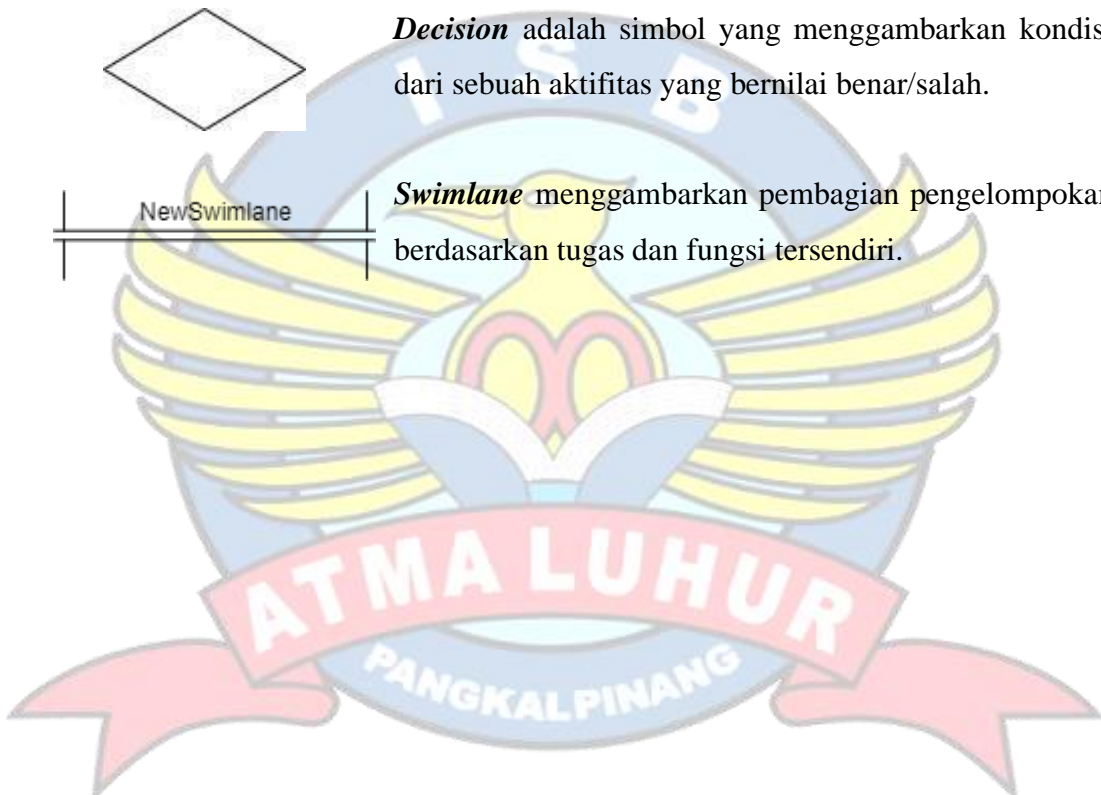 Decision adalah simbol yang menggambarkan kondis
dari sebuah aktifitas yang bernilai benar/salah.
NewSwimlane
Swimlane menggambarkan pembagian pengelompokan
berdasarkan tugas dan fungsi tersendiri.
I S B
ATMA LUHUR
PANGKALPINANG